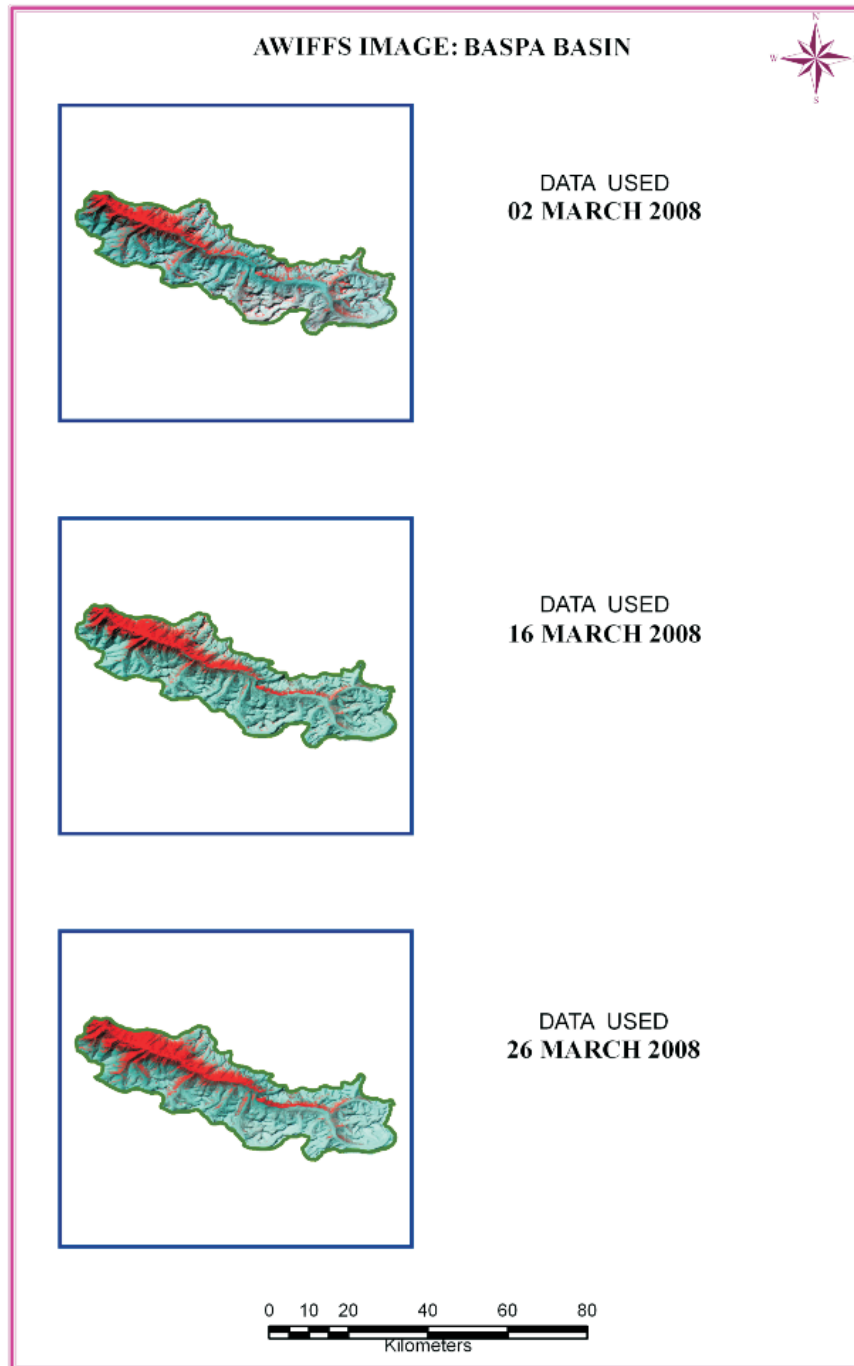 AWIFFS IMAGE: BASPA BASIN
N
W
S
DATA USED
02 MARCH 2008
DATA USED
16 MARCH 2008
DATA USED
26 MARCH 2008
0 10 20 40 60 80
Kilometers